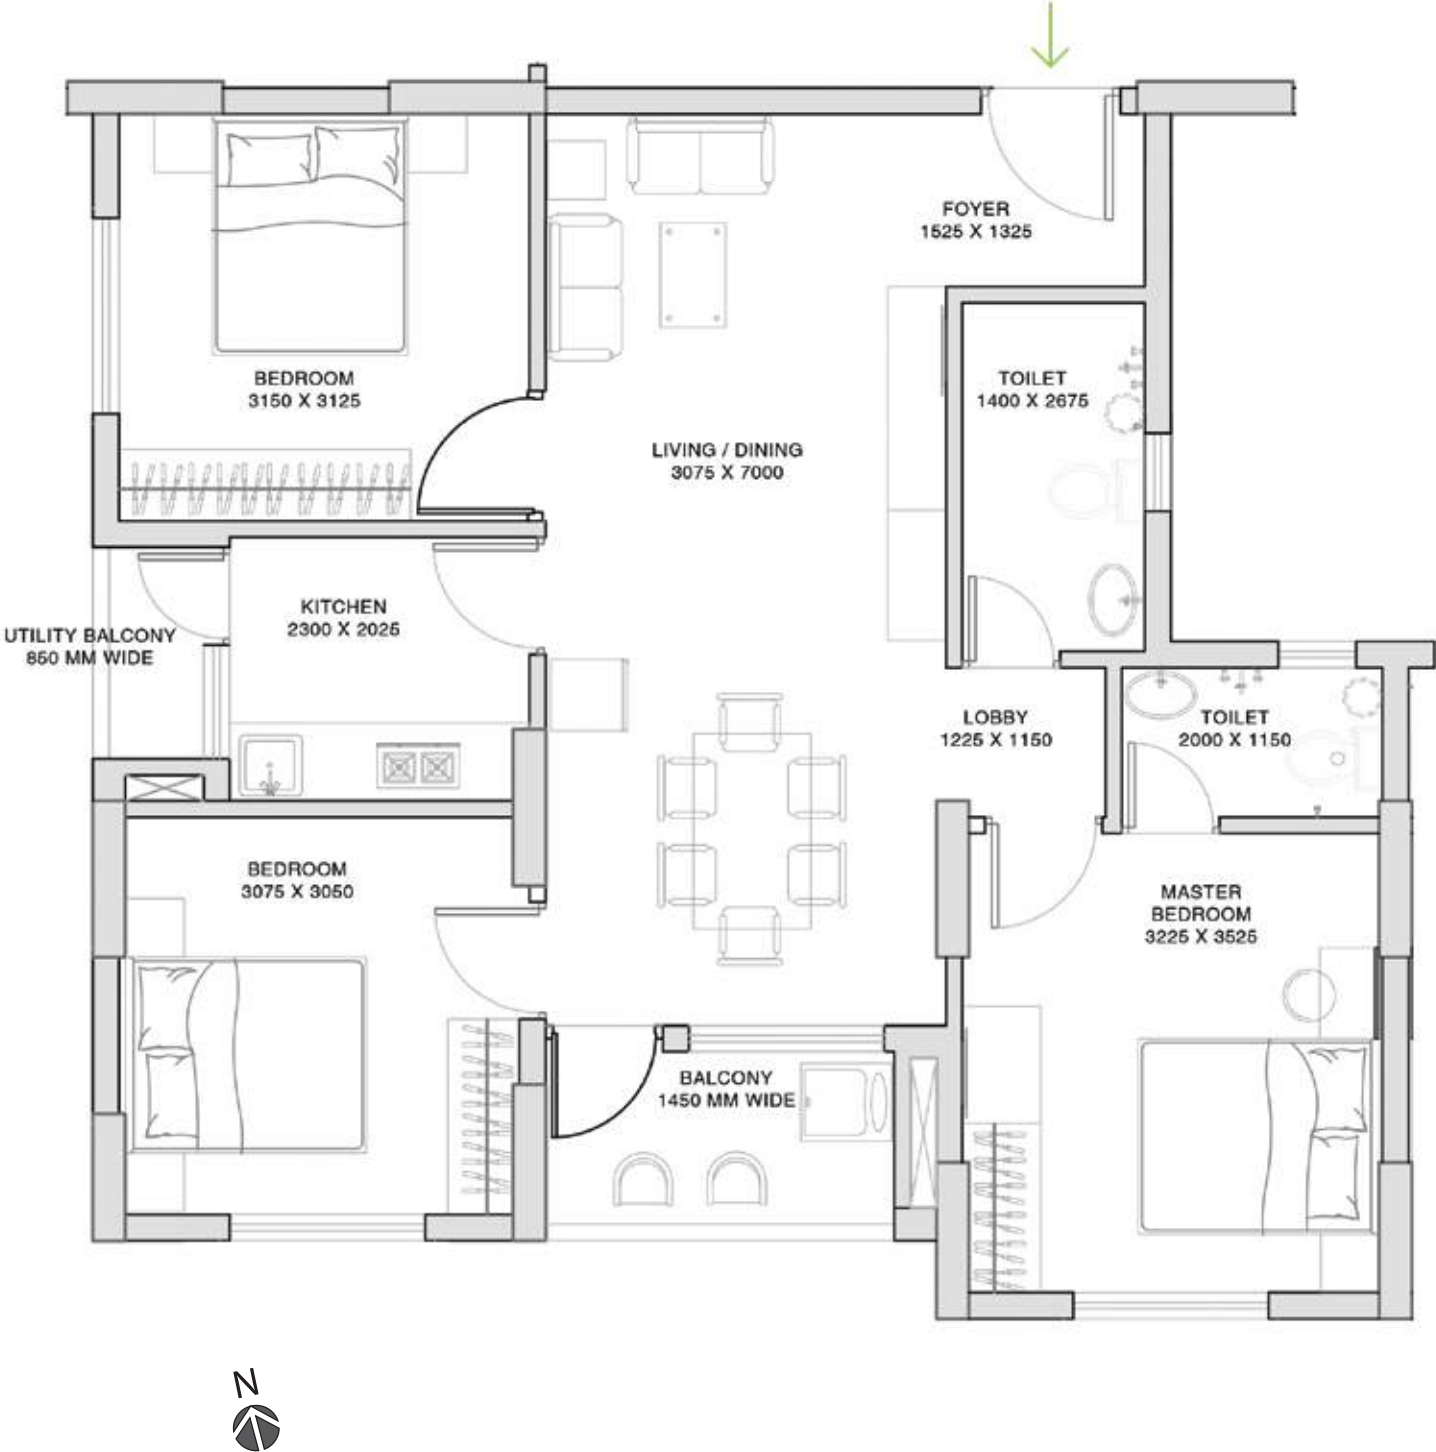 FOYER
1525 X 1325
BEDROOM
3150 X 3125
TOILET
1400 X 2675
LIVING / DINING
3075 X 7000
KITCHEN
2300 X 2025
UTILITY BALCONY
850 MM WIDE
LOBBY
1225 X 1150
TOILET
2000 X 1150
BEDROOM
3075 X 3050
MASTER
BEDROOM
3225 X 3525
BALCONY
1450 MM WIDE
N